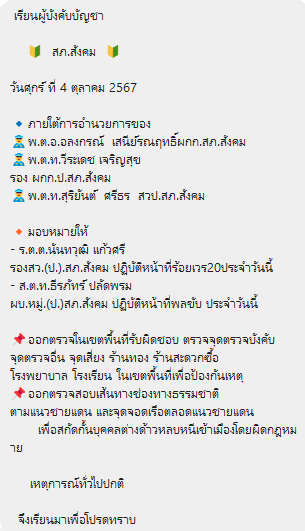 เรียนผู้บังคับบัญชา
🔰 สภ.สังคม 🔰
วันศุกร์ ที่ 4 ตุลาคม 2567
🔹ภายใต้การอำนวยการของ
👮พ.ต.อ.อลงกรณ์ เสนีย์รณฤทธิ์ผกก.สภ.สังคม
👮พ.ต.ท.วีระเดช เจริญสุข
รอง ผกก.ป.สภ.สังคม
👮พ.ต.ท.สุริยันต์ ศรีธร สวป.สภ.สังคม
🔸มอบหมายให้
- ร.ต.ต.นันทวุฒิ แก้วศรี
รองสว.(ป.).สภ.สังคม ปฏิบัติหน้าที่ร้อยเวร20ประจำวันนี้
- ส.ต.ท.ธีรภัทร์ ปลัดพรม
ผบ.หมู่.(ป.)สภ.สังคม ปฏิบัติหน้าที่พลขับ ประจำวันนี้
📌ออกตรวจในเขตพื้นที่รับผิดชอบ ตรวจจุดตรวจบังคับ
จุดตรวจอื่น จุดเสี่ยง ร้านทอง ร้านสะดวกซื้อ
โรงพยาบาล โรงเรียน ในเขตพื้นที่เพื่อป้องกันเหตุ
📌ออกตรวจสอบเส้นทางช่องทางธรรมชาติ
ตามแนวชายแดน และจุดจอดเรือตลอดแนวชายแดน
เพื่อสกัดกั้นบุคคลต่างด้าวหลบหนีเข้าเมืองโดยผิดกฎหม
าย
เหตุการณ์ทั่วไปปกติ
จึงเรียนมาเพื่อโปรดทราบ